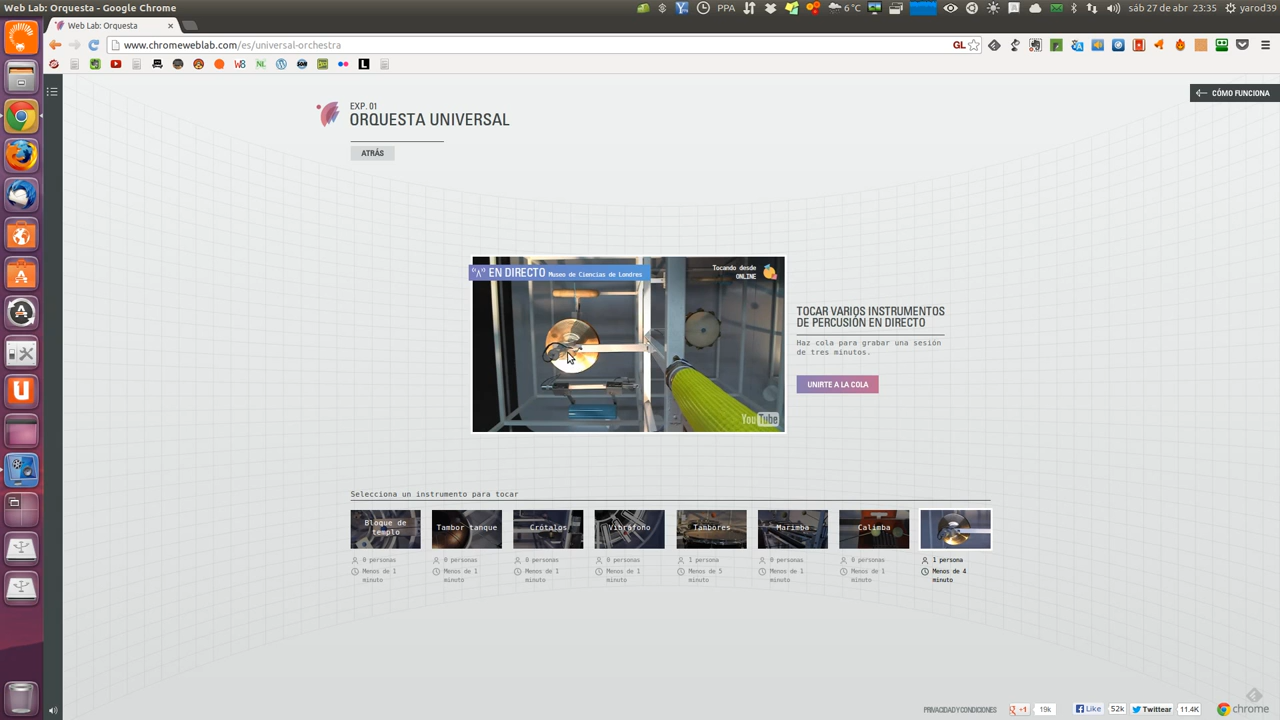 Web Lab: Orquesta - Google Chrome
PPA
6 °C
sáb 27 de abr 23:35
yarod39
Web Lab: Orquesta
www.chromeweblab.com/es/universal-orchestra
GL
W8
NL
L
CÓMO FUNCIONA
EXP. 01
ORQUESTA UNIVERSAL
ATRÁS
EN DIRECTO Museo de Ciencias de Londres
Tocando desde
ONLINE
YouTube
TOCAR VARIOS INSTRUMENTOS
DE PERCUSIÓN EN DIRECTO
Haz cola para grabar una sesión
de tres minutos.
UNIRTE A LA COLA
Selecciona un instrumento para tocar
Bloque de
templo
0 personas
Menos de 1
minuto
Tambor tanque
0 personas
Menos de 1
minuto
Crótalos
0 personas
Menos de 1
minuto
Vibráfono
0 personas
Menos de 1
minuto
Tambores
1 persona
Menos de 5
minuto
Marimba
0 personas
Menos de 1
minuto
Calimba
0 personas
Menos de 1
minuto
1 persona
Menos de 4
minuto
PRIVACIDAD Y CONDICIONES
+1
19k
Like
52k
Twittear
11.4K
chrome